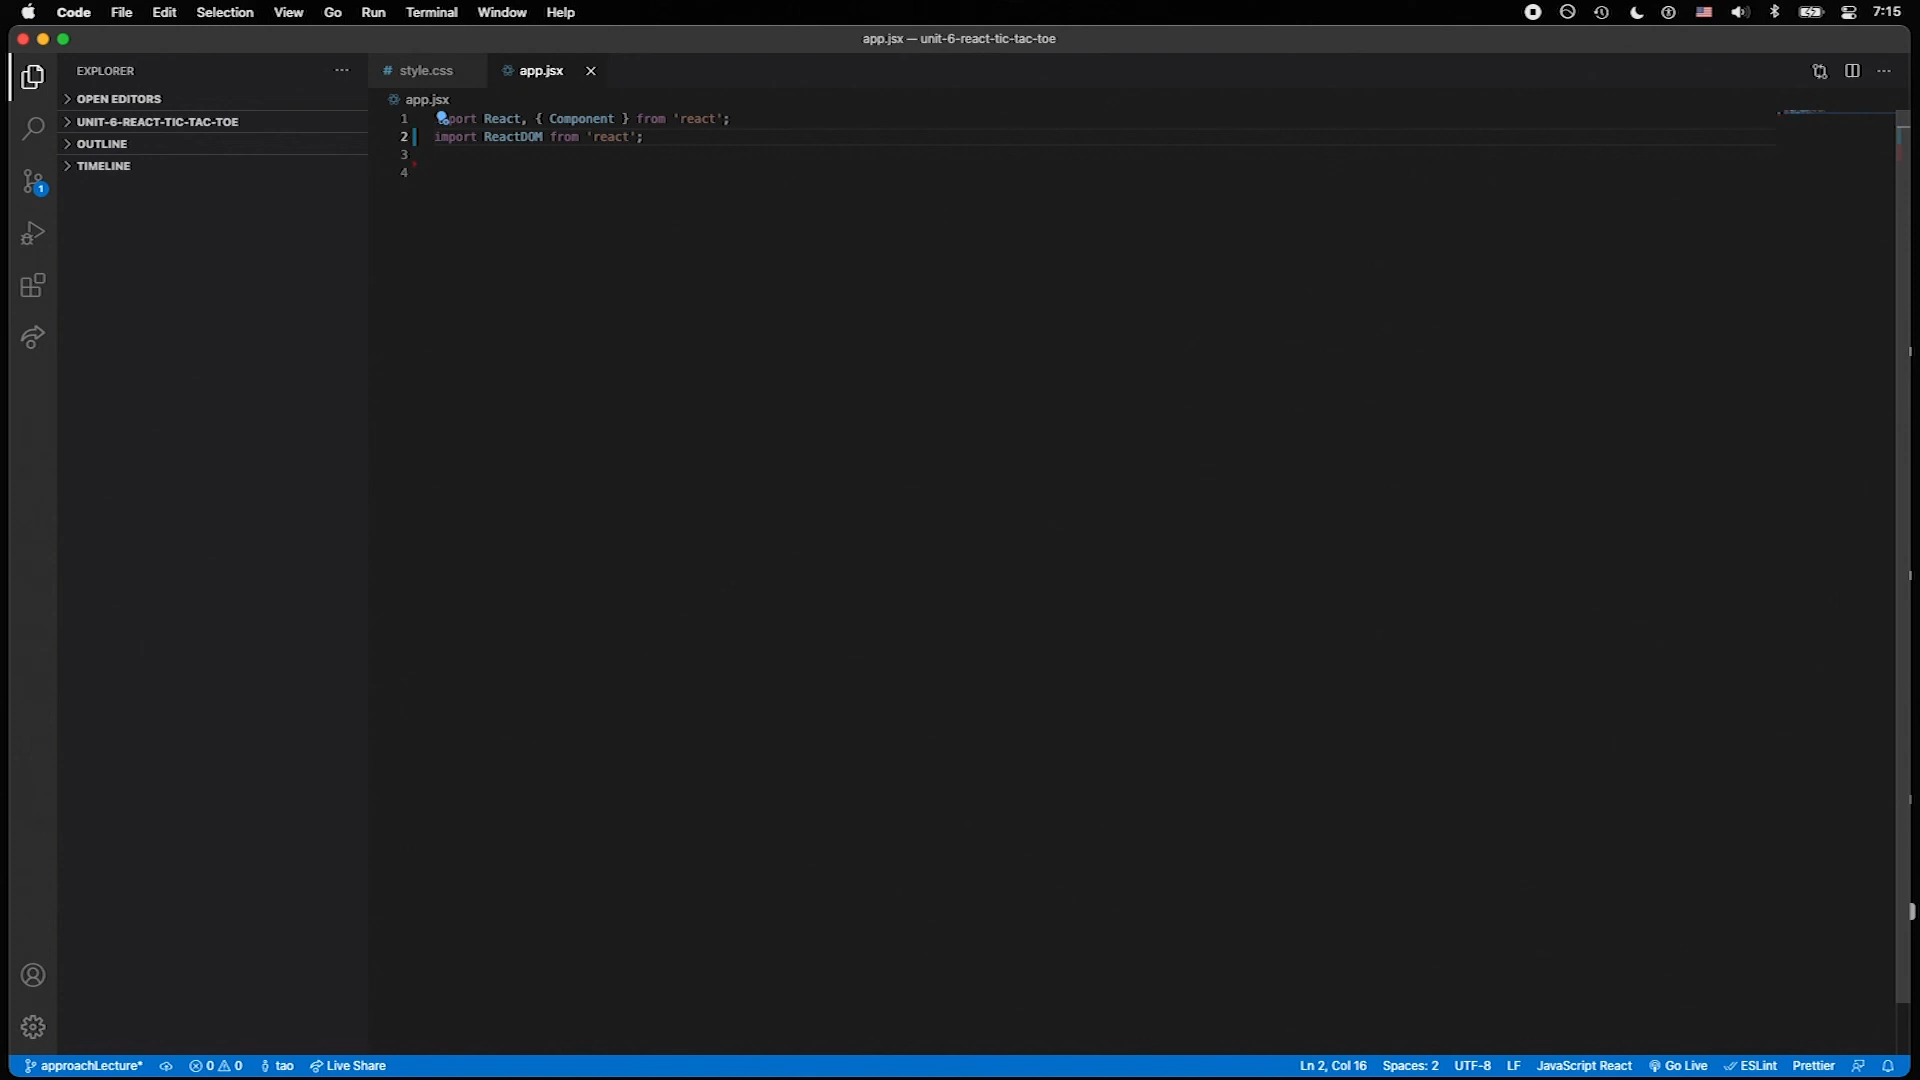 Code File Edit Selection View Go Run Terminal Window Help 7:15
app.jsx — unit-6-react-tic-tac-toe
EXPLORER
# style.css app.jsx
OPEN EDITORS
UNIT-6-REACT-TIC-TAC-TOE
OUTLINE
TIMELINE
1
app.jsx
1 port React, { Component } from 'react';
2 import ReactDOM from 'react';
3
4
approachLecture* 0 0 tao Live Share Ln 2, Col 16 Spaces: 2 UTF-8 LF JavaScript React Go Live ESLint Prettier